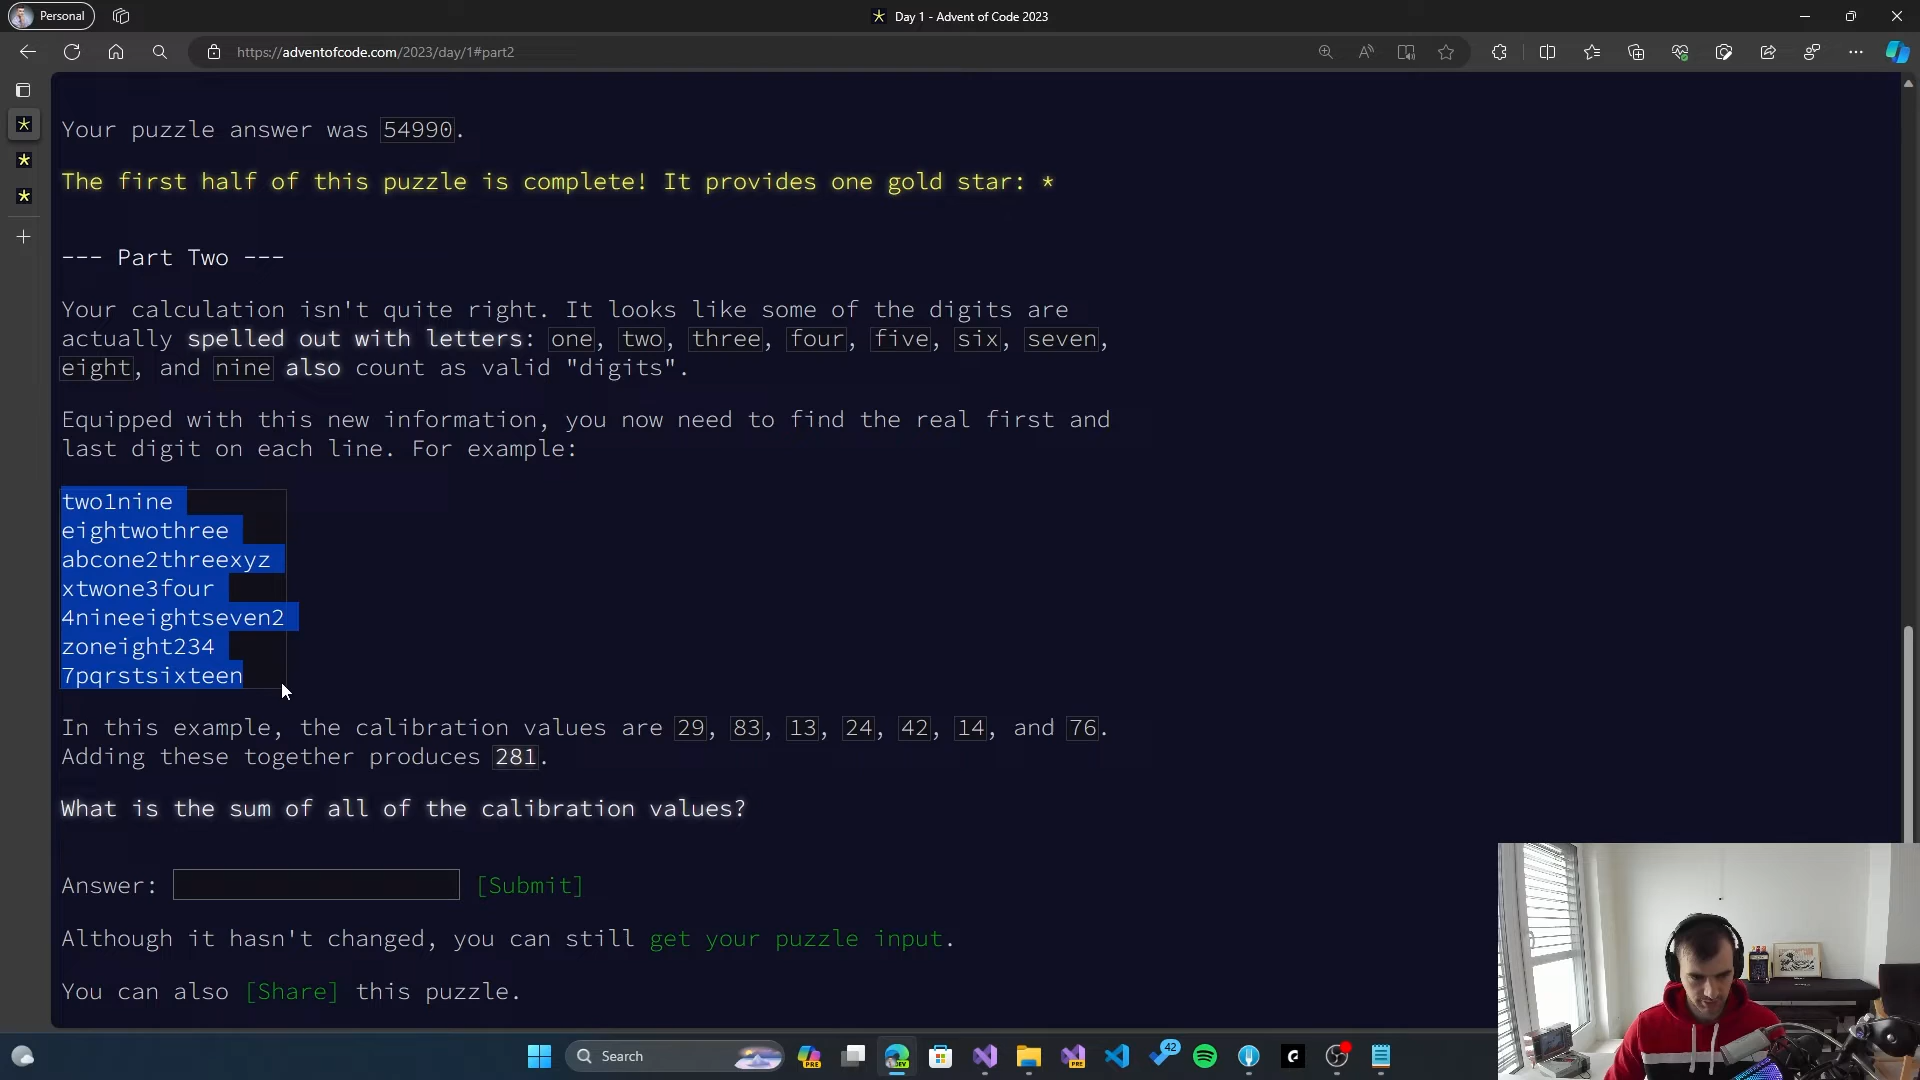 Personal
Day 1 - Advent of Code 2023
https://adventofcode.com/2023/day/1#part2
Your puzzle answer was 54990.
The first half of this puzzle is complete! It provides one gold star: *
--- Part Two ---
Your calculation isn't quite right. It looks like some of the digits are
actually spelled out with letters: one, two, three, four, five, six, seven,
eight, and nine also count as valid "digits".
Equipped with this new information, you now need to find the real first and
last digit on each line. For example:
two1nine
eightwothree
abcone2threexyz
xtwone3four
4nineeightseven2
zoneight234
7pqrstsixteen
In this example, the calibration values are 29, 83, 13, 24, 42, 14, and 76.
Adding these together produces 281.
What is the sum of all of the calibration values?
Answer: [Submit]
Although it hasn't changed, you can still get your puzzle input.
You can also [Share] this puzzle.
Search
PRE
DEV
PRE
42